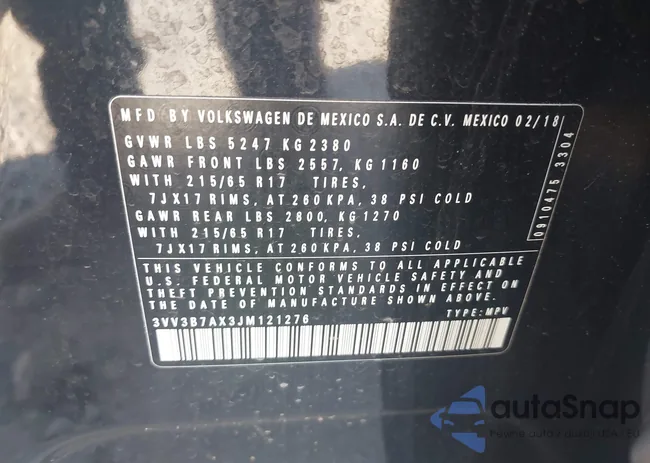 MFD BY VOLKSWAGEN DE MEXICO S.A. DE C.V. MEXICO 02/18
GVWR LBS 5247 KG 2380
GAWR FRONT LBS 2557, KG 1160
WITH 215/65 R17 TIRES,
7JX17 RIMS, AT 260 KPA, 38 PSI COLD
GAWR REAR LBS 2800, KG 1270
WITH 215/65 R17 TIRES,
7JX17 RIMS, AT 260 KPA, 38 PSI COLD
THIS VEHICLE CONFORMS TO ALL APPLICABLE
U.S. FEDERAL MOTOR VEHICLE SAFETY AND
THEFT PREVENTION STANDARDS IN EFFECT ON
THE DATE OF MANUFACTURE SHOWN ABOVE.
3VV3B7AX3JM121276 TYPE: MPV
0910475 3304
autaSnap